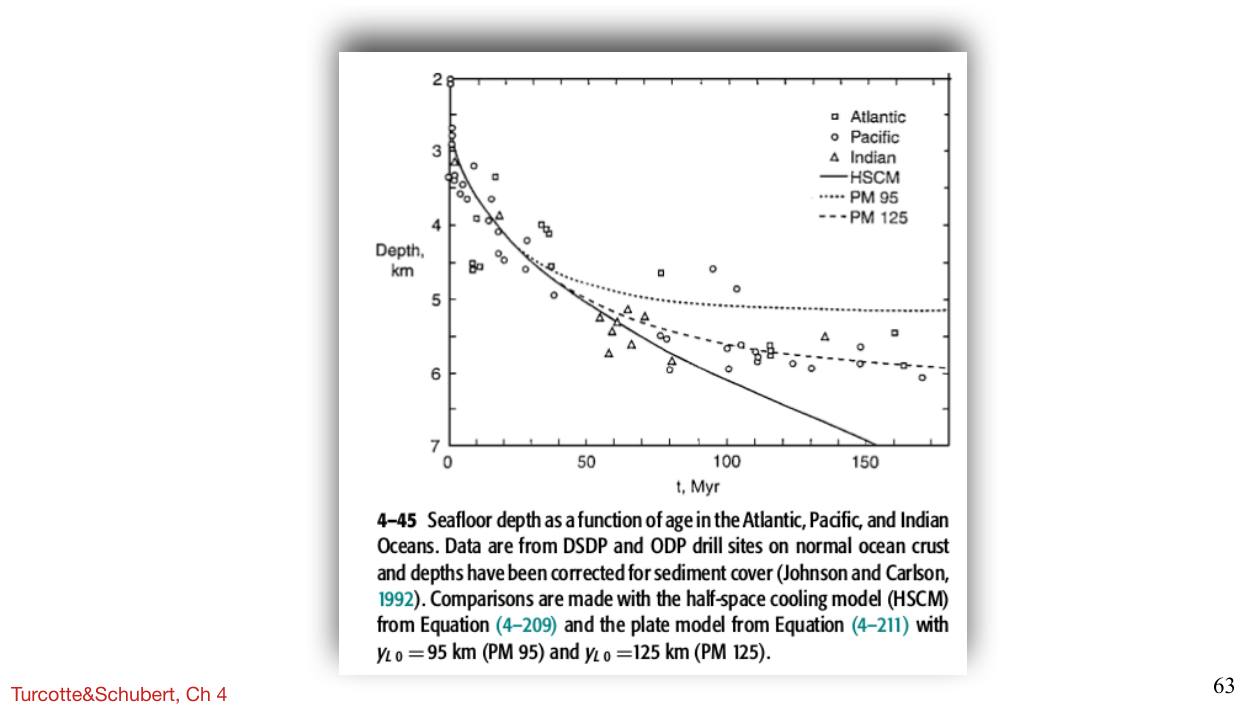 2
3
4
5
6
7
Depth,
km
0
50
100
150
t, Myr
Atlantic
Pacific
Indian
HSCM
PM 95
PM 125
4–45 Seafloor depth as a function of age in the Atlantic, Pacific, and Indian
Oceans. Data are from DSDP and ODP drill sites on normal ocean crust
and depths have been corrected for sediment cover (Johnson and Carlson,
1992). Comparisons are made with the half-space cooling model (HSCM)
from Equation (4–209) and the plate model from Equation (4–211) with
yL0 = 95 km (PM 95) and yL0 =125 km (PM 125).
Turcotte&Schubert, Ch 4
63